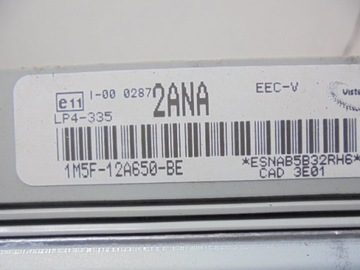 e11 I-00 0287 2ANA EEC-V
LP4-335
1M5F-12A650-BE *ESNAB5B32RH6*
CAD 3E01